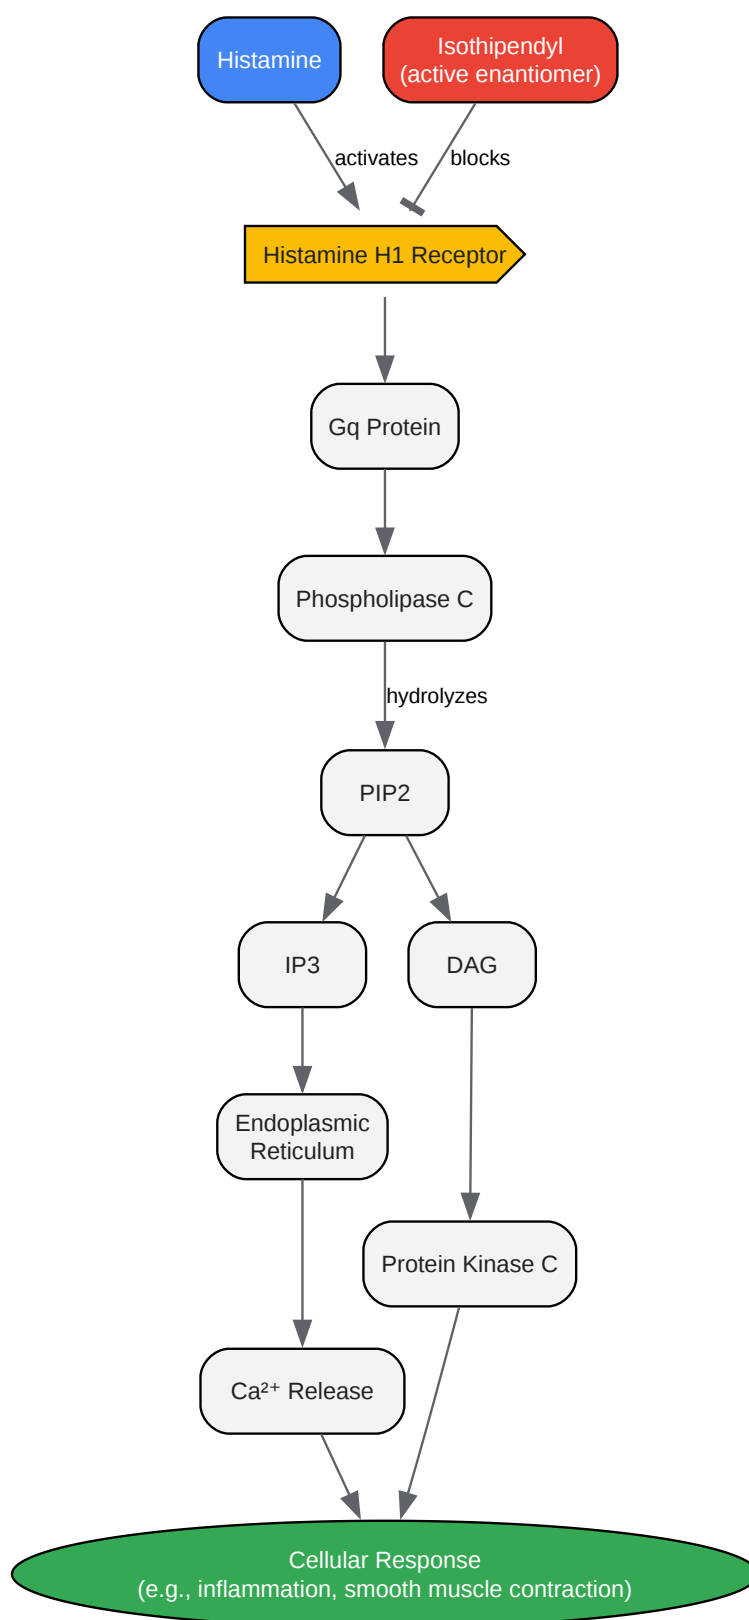 Histamine
Isothipendyl
(active enantiomer)
activates
blocks
Histamine H1 Receptor
Gq Protein
Phospholipase C
hydrolyzes
PIP2
IP3
DAG
Endoplasmic
Reticulum
Protein Kinase C
Ca²⁺ Release
Cellular Response
(e.g., inflammation, smooth muscle contraction)